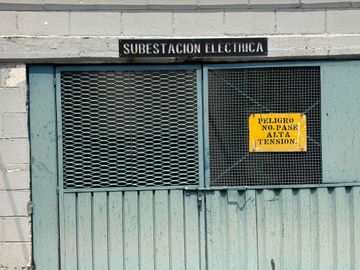 SUBESTACION ELECTRICA
PELIGRO
NO. PASE
ALTA
TENSION.